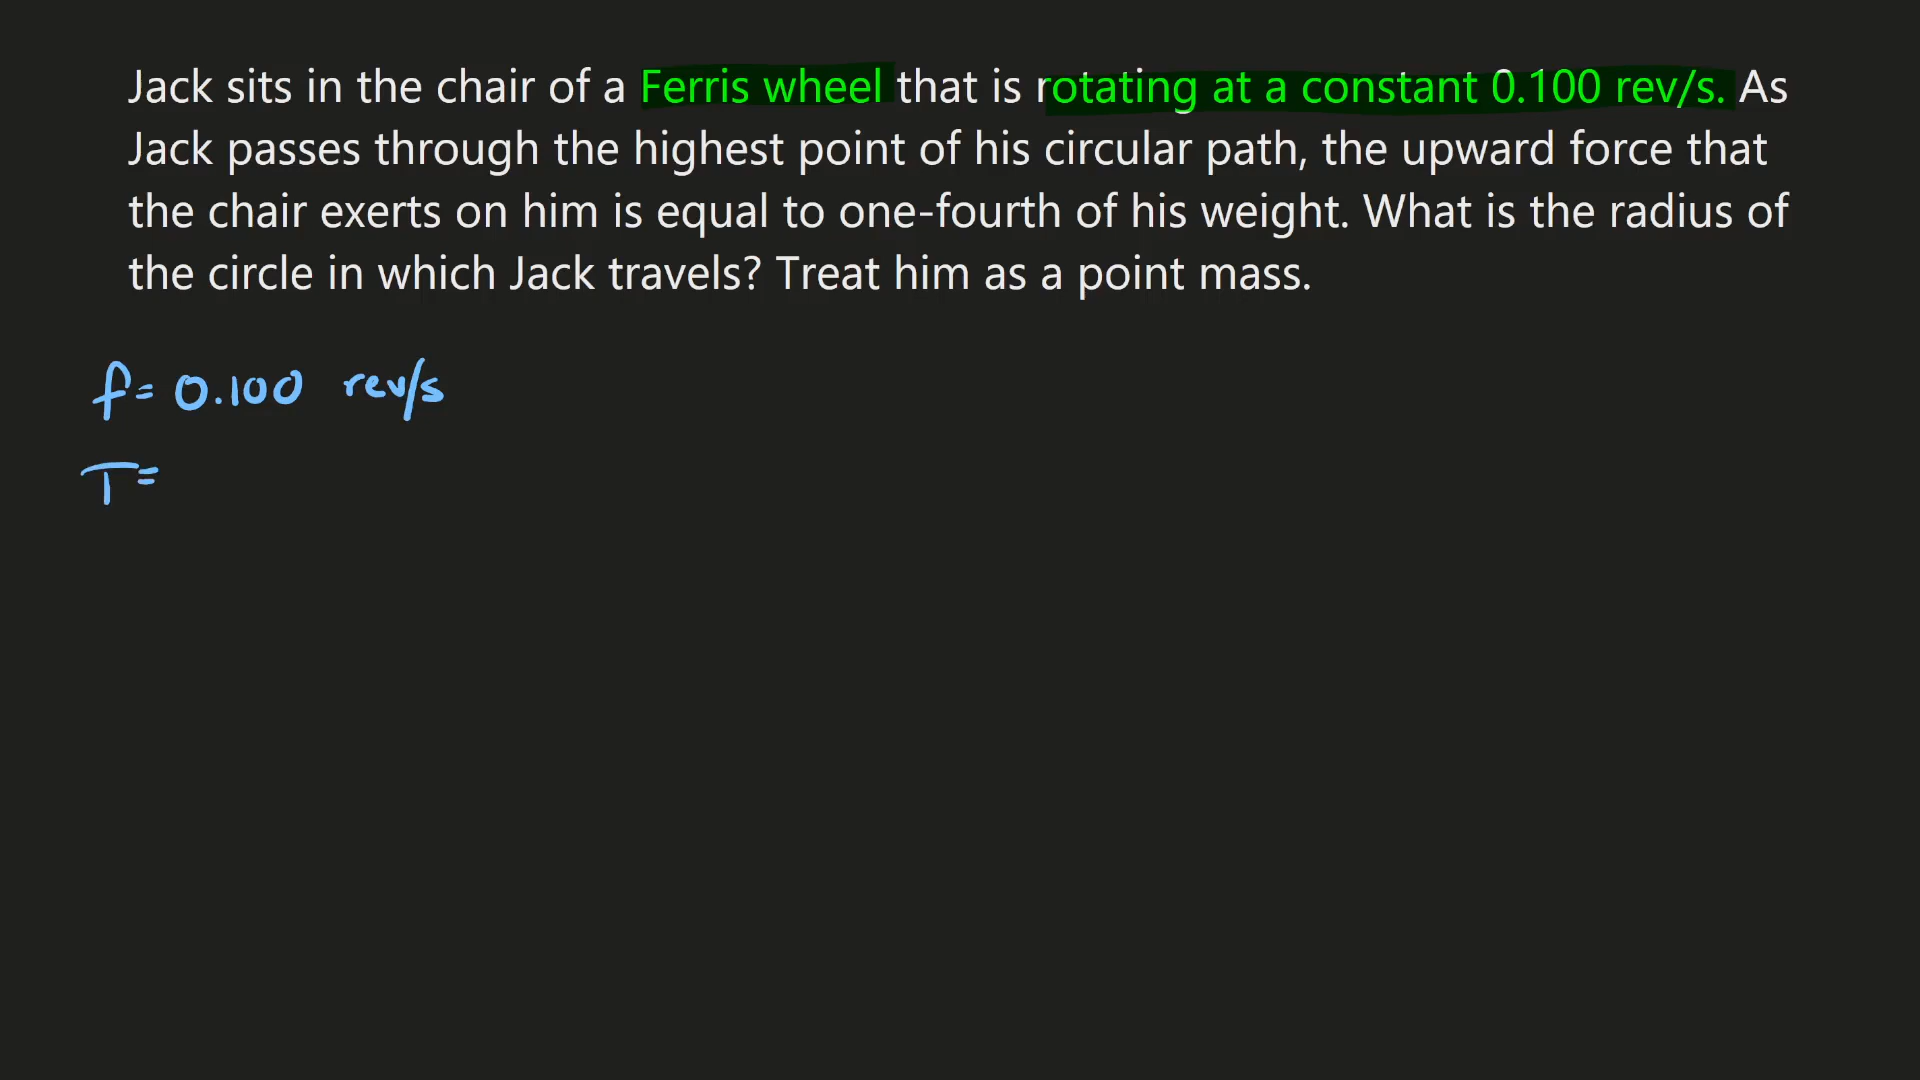 Jack sits in the chair of a Ferris wheel that is rotating at a constant 0.100 rev/s. As
Jack passes through the highest point of his circular path, the upward force that
the chair exerts on him is equal to one-fourth of his weight. What is the radius of
the circle in which Jack travels? Treat him as a point mass.
f= 0.100 rev/s
T=